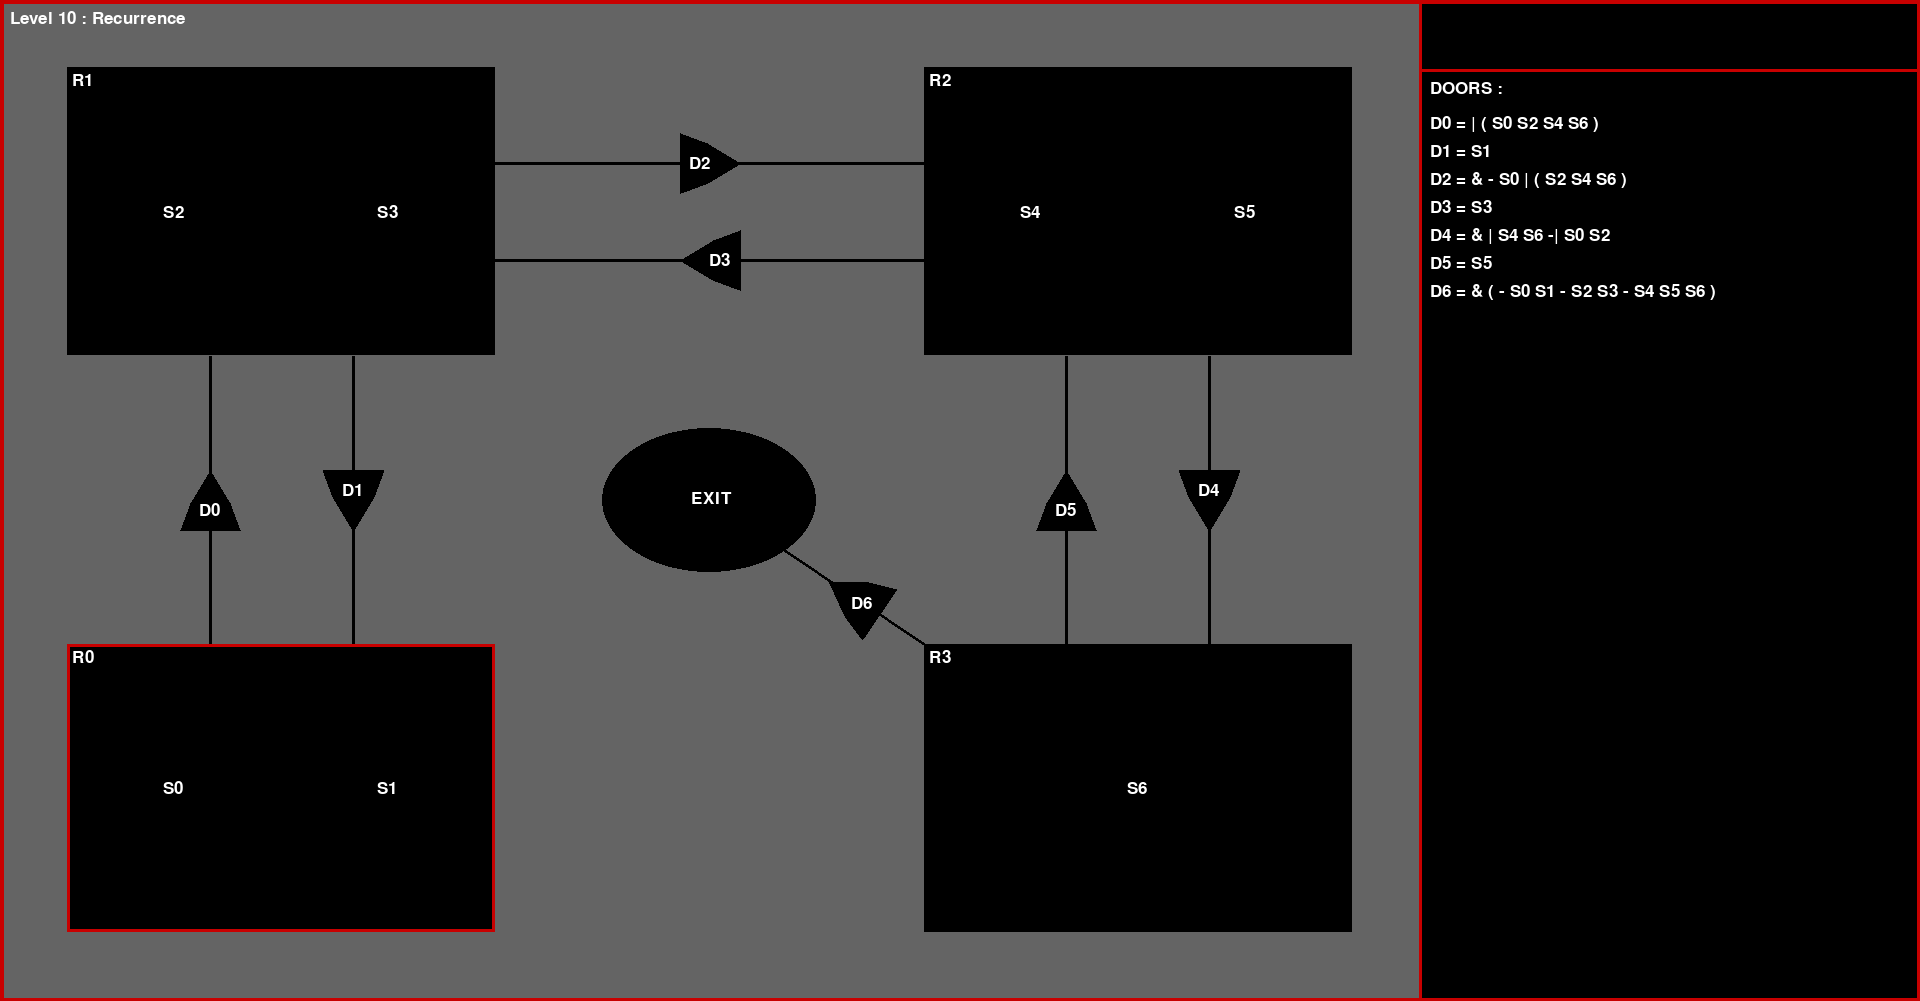 Level 10 : Recurrence
R1
R2
D2
S2
S3
S4
S5
D3
D1
EXIT
D4
D0
D5
D6
R0
R3
S0
S1
S6
DOORS :
D0 = | ( S0 S2 S4 S6 )
D1 = S1
D2 = & - S0 | ( S2 S4 S6 )
D3 = S3
D4 = & | S4 S6 -| S0 S2
D5 = S5
D6 = & ( - S0 S1 - S2 S3 - S4 S5 S6 )